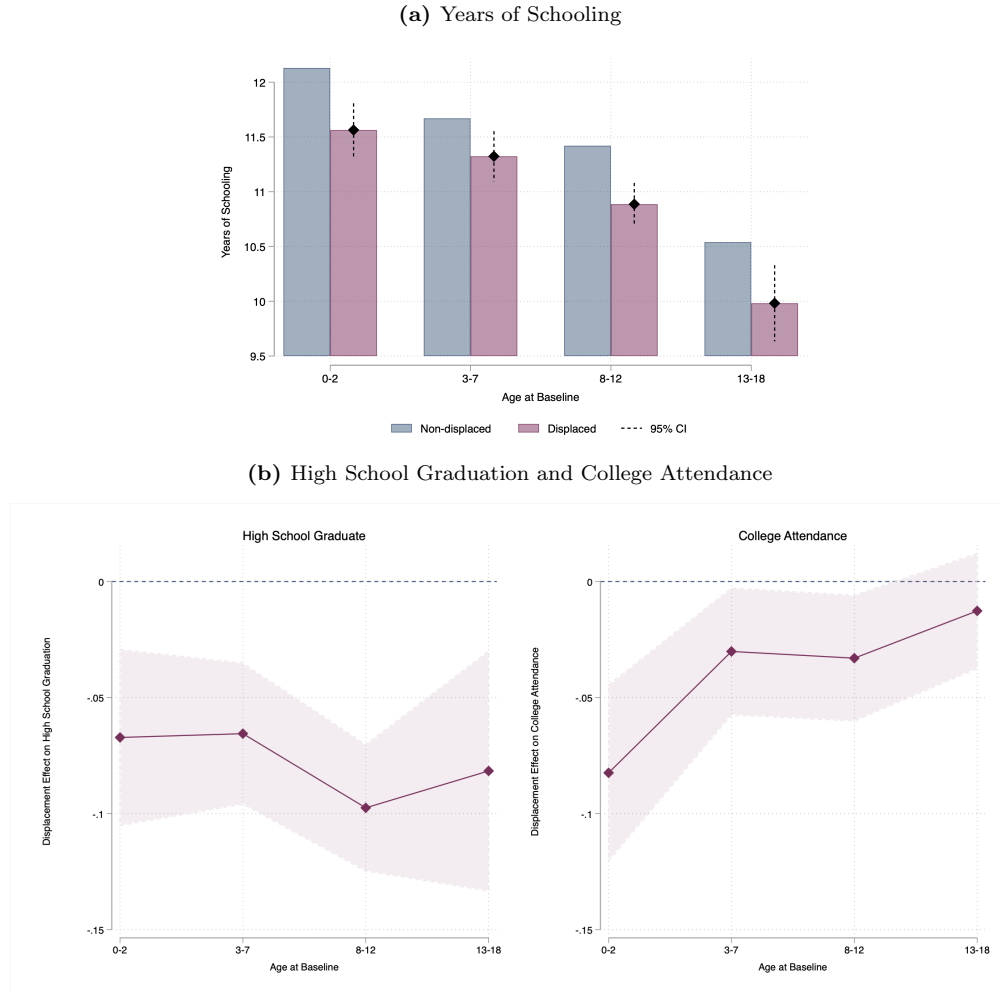 (a) Years of Schooling
Years of Schooling
12
11.5
11
10.5
10
9.5
0-2 3-7 8-12 13-18
Age at Baseline
Non-displaced Displaced 95% CI
(b) High School Graduation and College Attendance
High School Graduate
Displacement Effect on High School Graduation
0
-.05
-.1
-.15
0-2 3-7 8-12 13-18
Age at Baseline
College Attendance
Displacement Effect on College Attendance
0
-.05
-.1
-.15
0-2 3-7 8-12 13-18
Age at Baseline